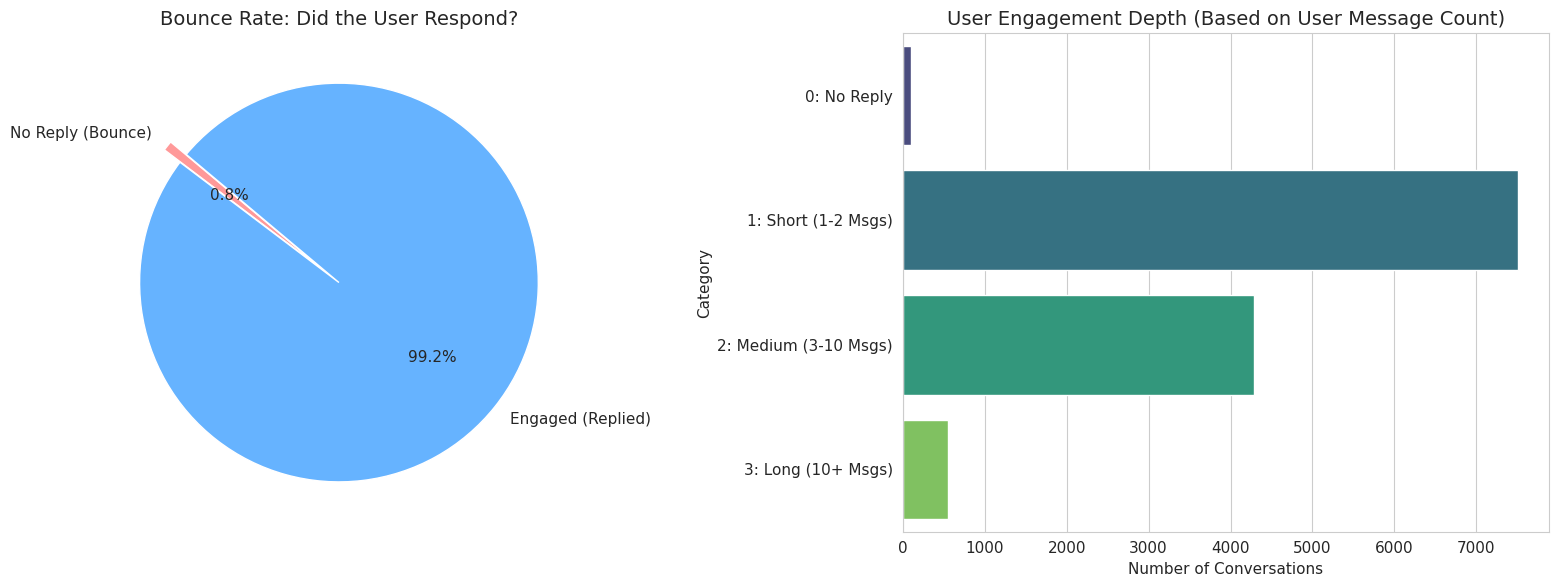 Bounce Rate: Did the User Respond?
No Reply (Bounce)
0.8%
99.2%
Engaged (Replied)
User Engagement Depth (Based on User Message Count)
Category
0: No Reply
1: Short (1-2 Msgs)
2: Medium (3-10 Msgs)
3: Long (10+ Msgs)
0 1000 2000 3000 4000 5000 6000 7000
Number of Conversations